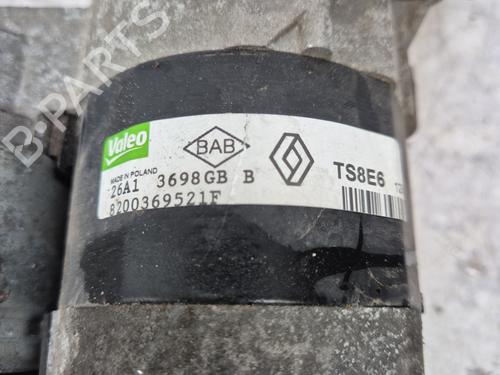 B-PARTS
Valeo
BAB
MADE IN POLAND
TS8E6
26A1 3698GB B
8200369521F